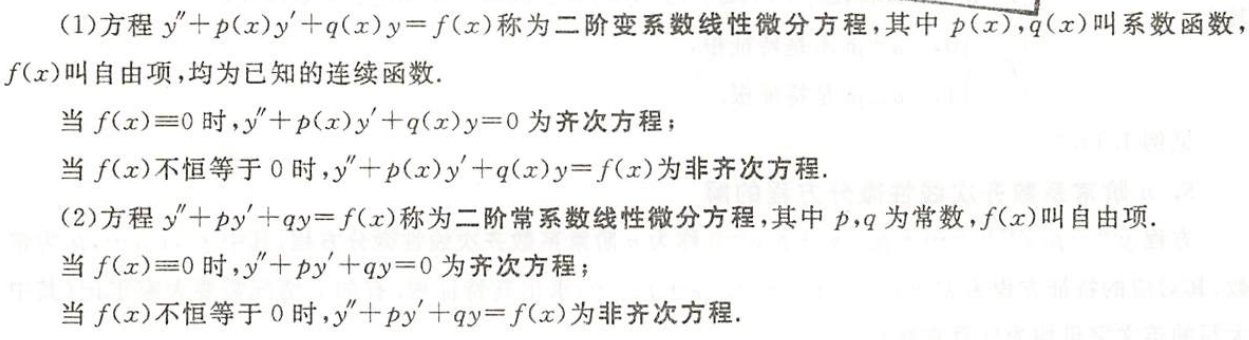 (1)方程 y″+p(x)y′+q(x)y=f(x)称为二阶变系数线性微分方程,其中 p(x),q(x)叫系数函数,
f(x)叫自由项,均为已知的连续函数.
当 f(x)≡0 时,y″+p(x)y′+q(x)y=0 为齐次方程;
当 f(x)不恒等于 0 时,y″+p(x)y′+q(x)y=f(x)为非齐次方程.
(2)方程 y″+py′+qy=f(x)称为二阶常系数线性微分方程,其中 p,q 为常数,f(x)叫自由项.
当 f(x)≡0 时,y″+py′+qy=0 为齐次方程;
当 f(x)不恒等于 0 时,y″+py′+qy=f(x)为非齐次方程.